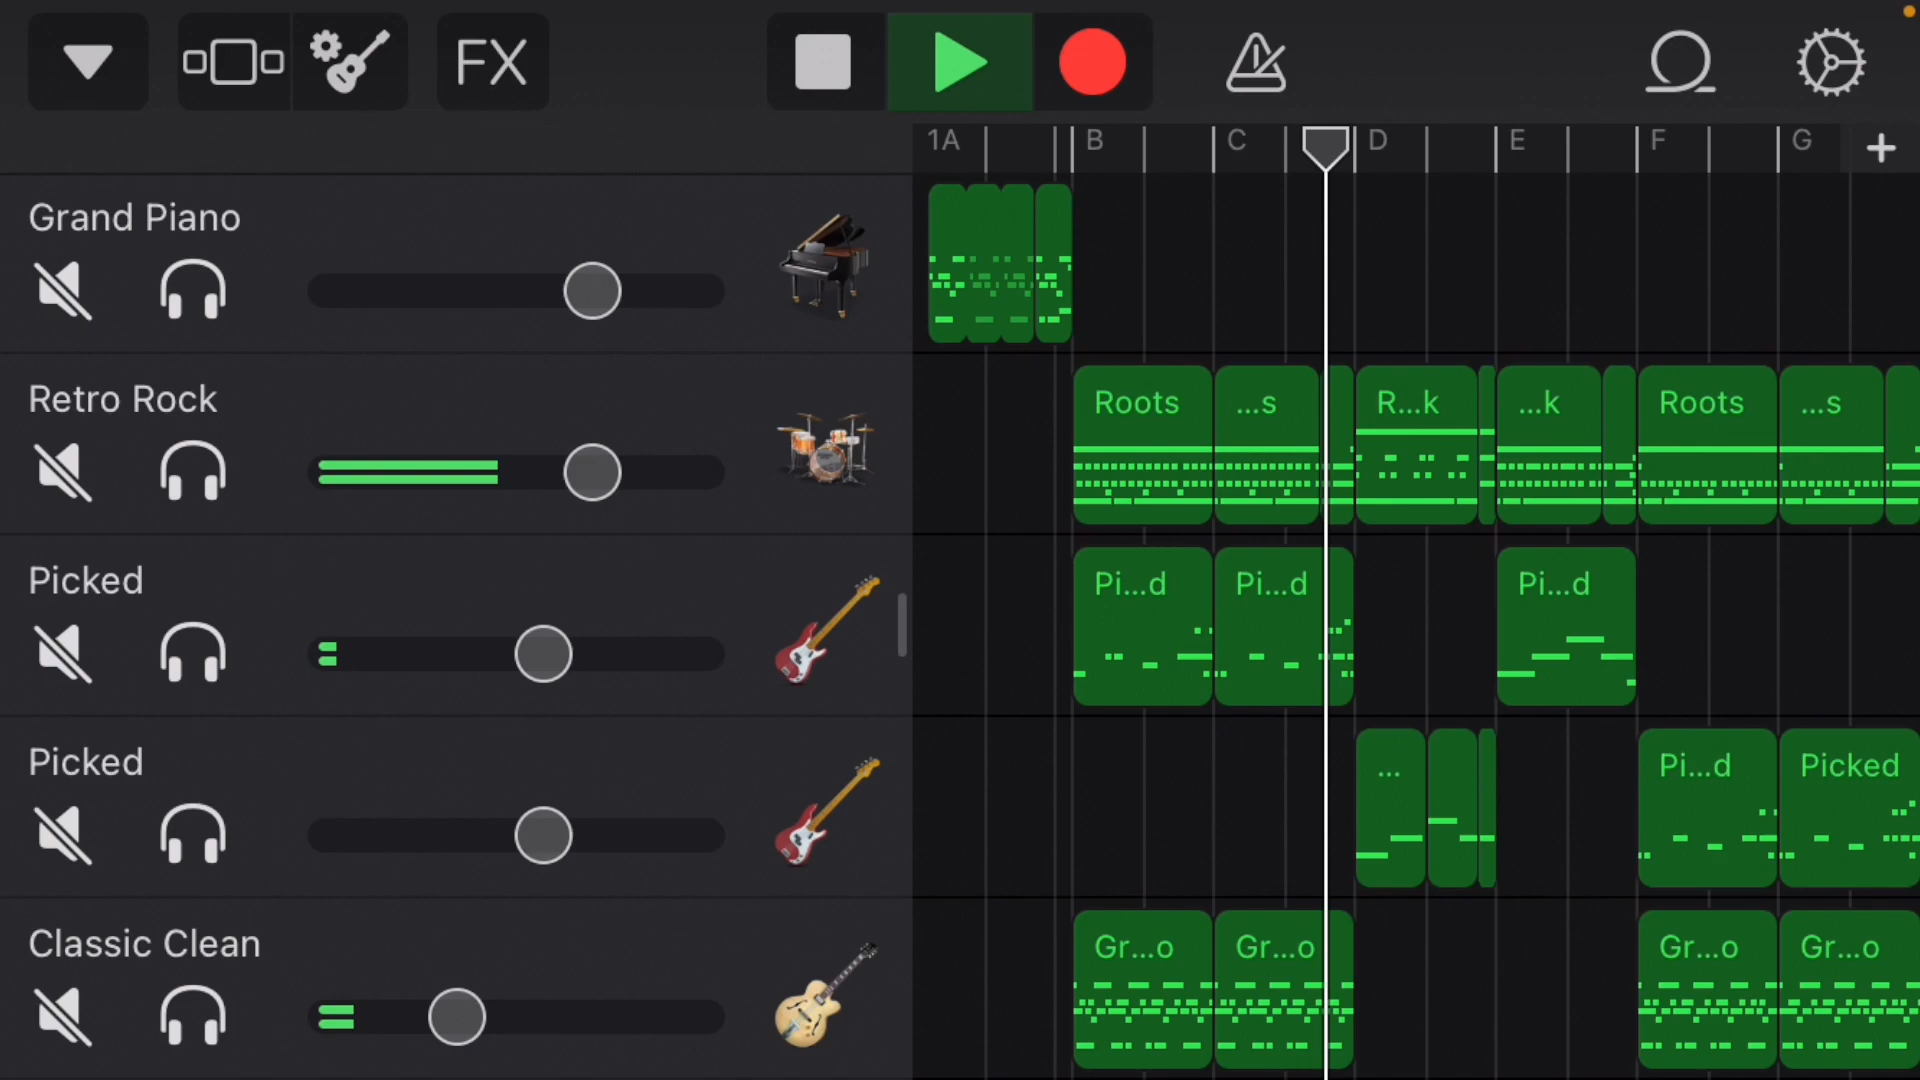 FX
1A B C D E F G +
Grand Piano
Retro Rock
Roots ...s R...k ...k Roots ...s
Picked
Pi...d Pi...d Pi...d
Picked
... Pi...d Picked
Classic Clean
Gr...o Gr...o Gr...o Gr...o